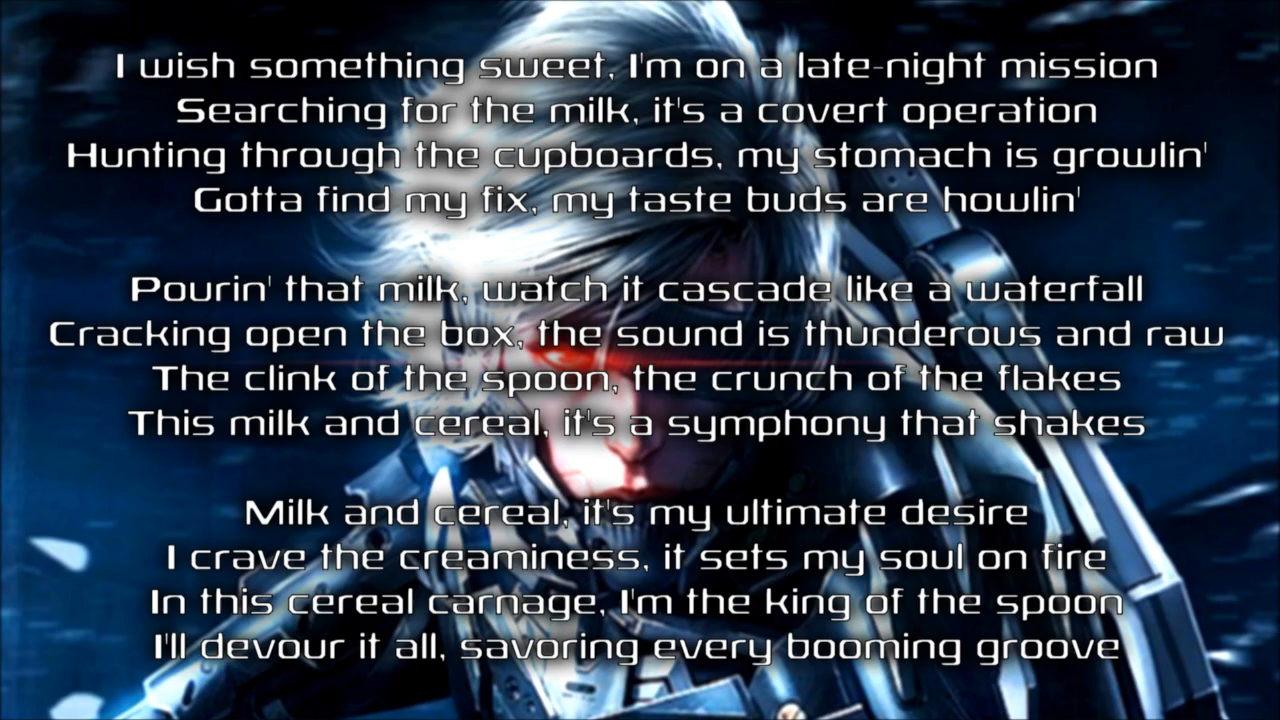 I wish something sweet, I'm on a late-night mission
Searching for the milk, it's a covert operation
Hunting through the cupboards, my stomach is growlin'
Gotta find my fix, my taste buds are howlin'
Pourin' that milk, watch it cascade like a waterfall
Cracking open the box, the sound is thunderous and raw
The clink of the spoon, the crunch of the flakes
This milk and cereal, it's a symphony that shakes
Milk and cereal, it's my ultimate desire
I crave the creaminess, it sets my soul on fire
In this cereal carnage, I'm the king of the spoon
I'll devour it all, savoring every booming groove